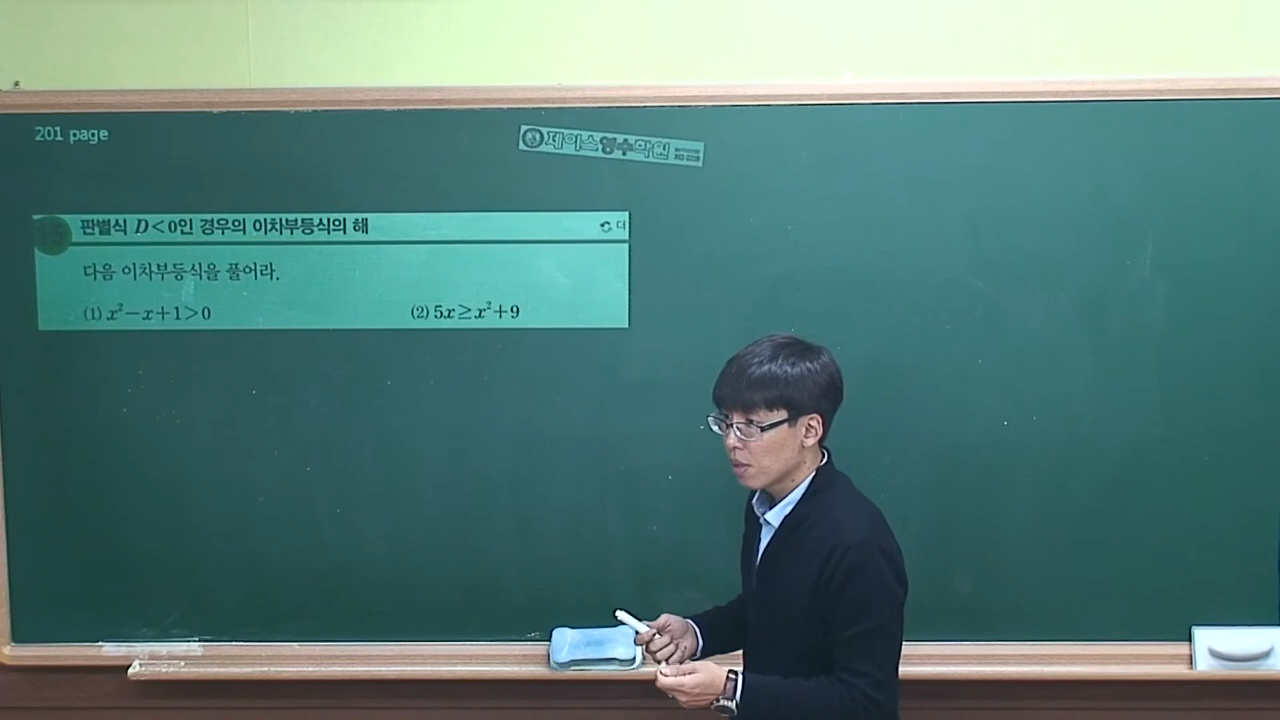 201 page
제이스영수학원
판별식 D<0인 경우의 이차부등식의 해
더
다음 이차부등식을 풀어라.
(1) x²-x+1>0 (2) 5x≥x²+9